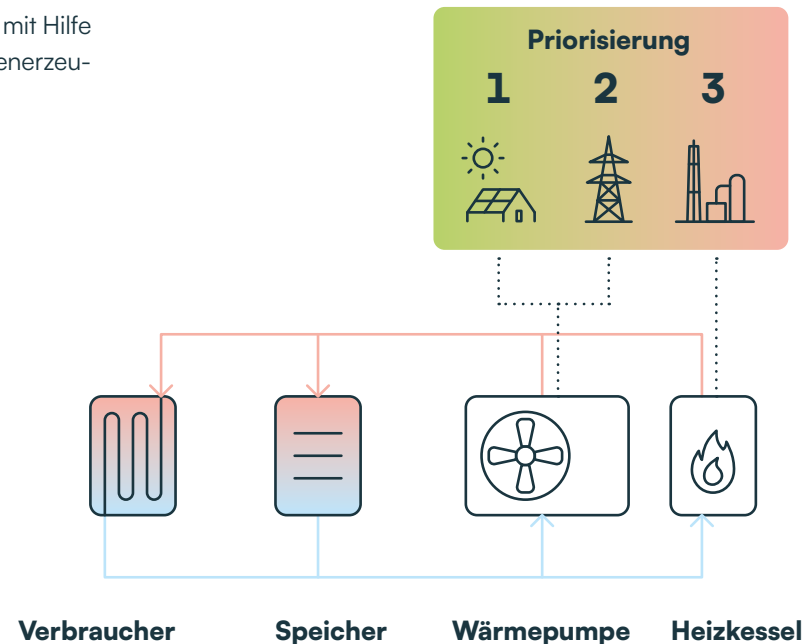 mit Hilfe
enerzeu-
Priorisierung
1 2 3
Verbraucher Speicher Wärmepumpe Heizkessel